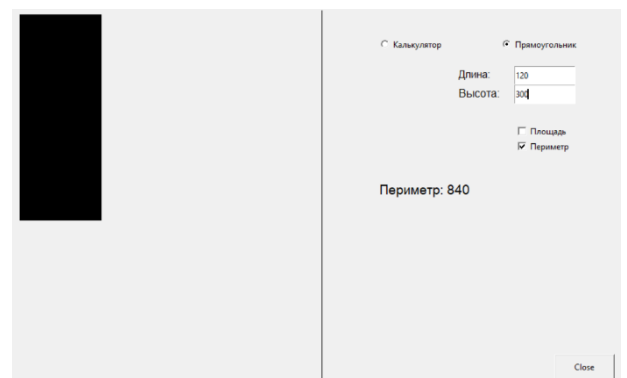 Калькулятор Прямоугольник
Длина: 120
Высота: 300
Площадь
Периметр
Периметр: 840
Close